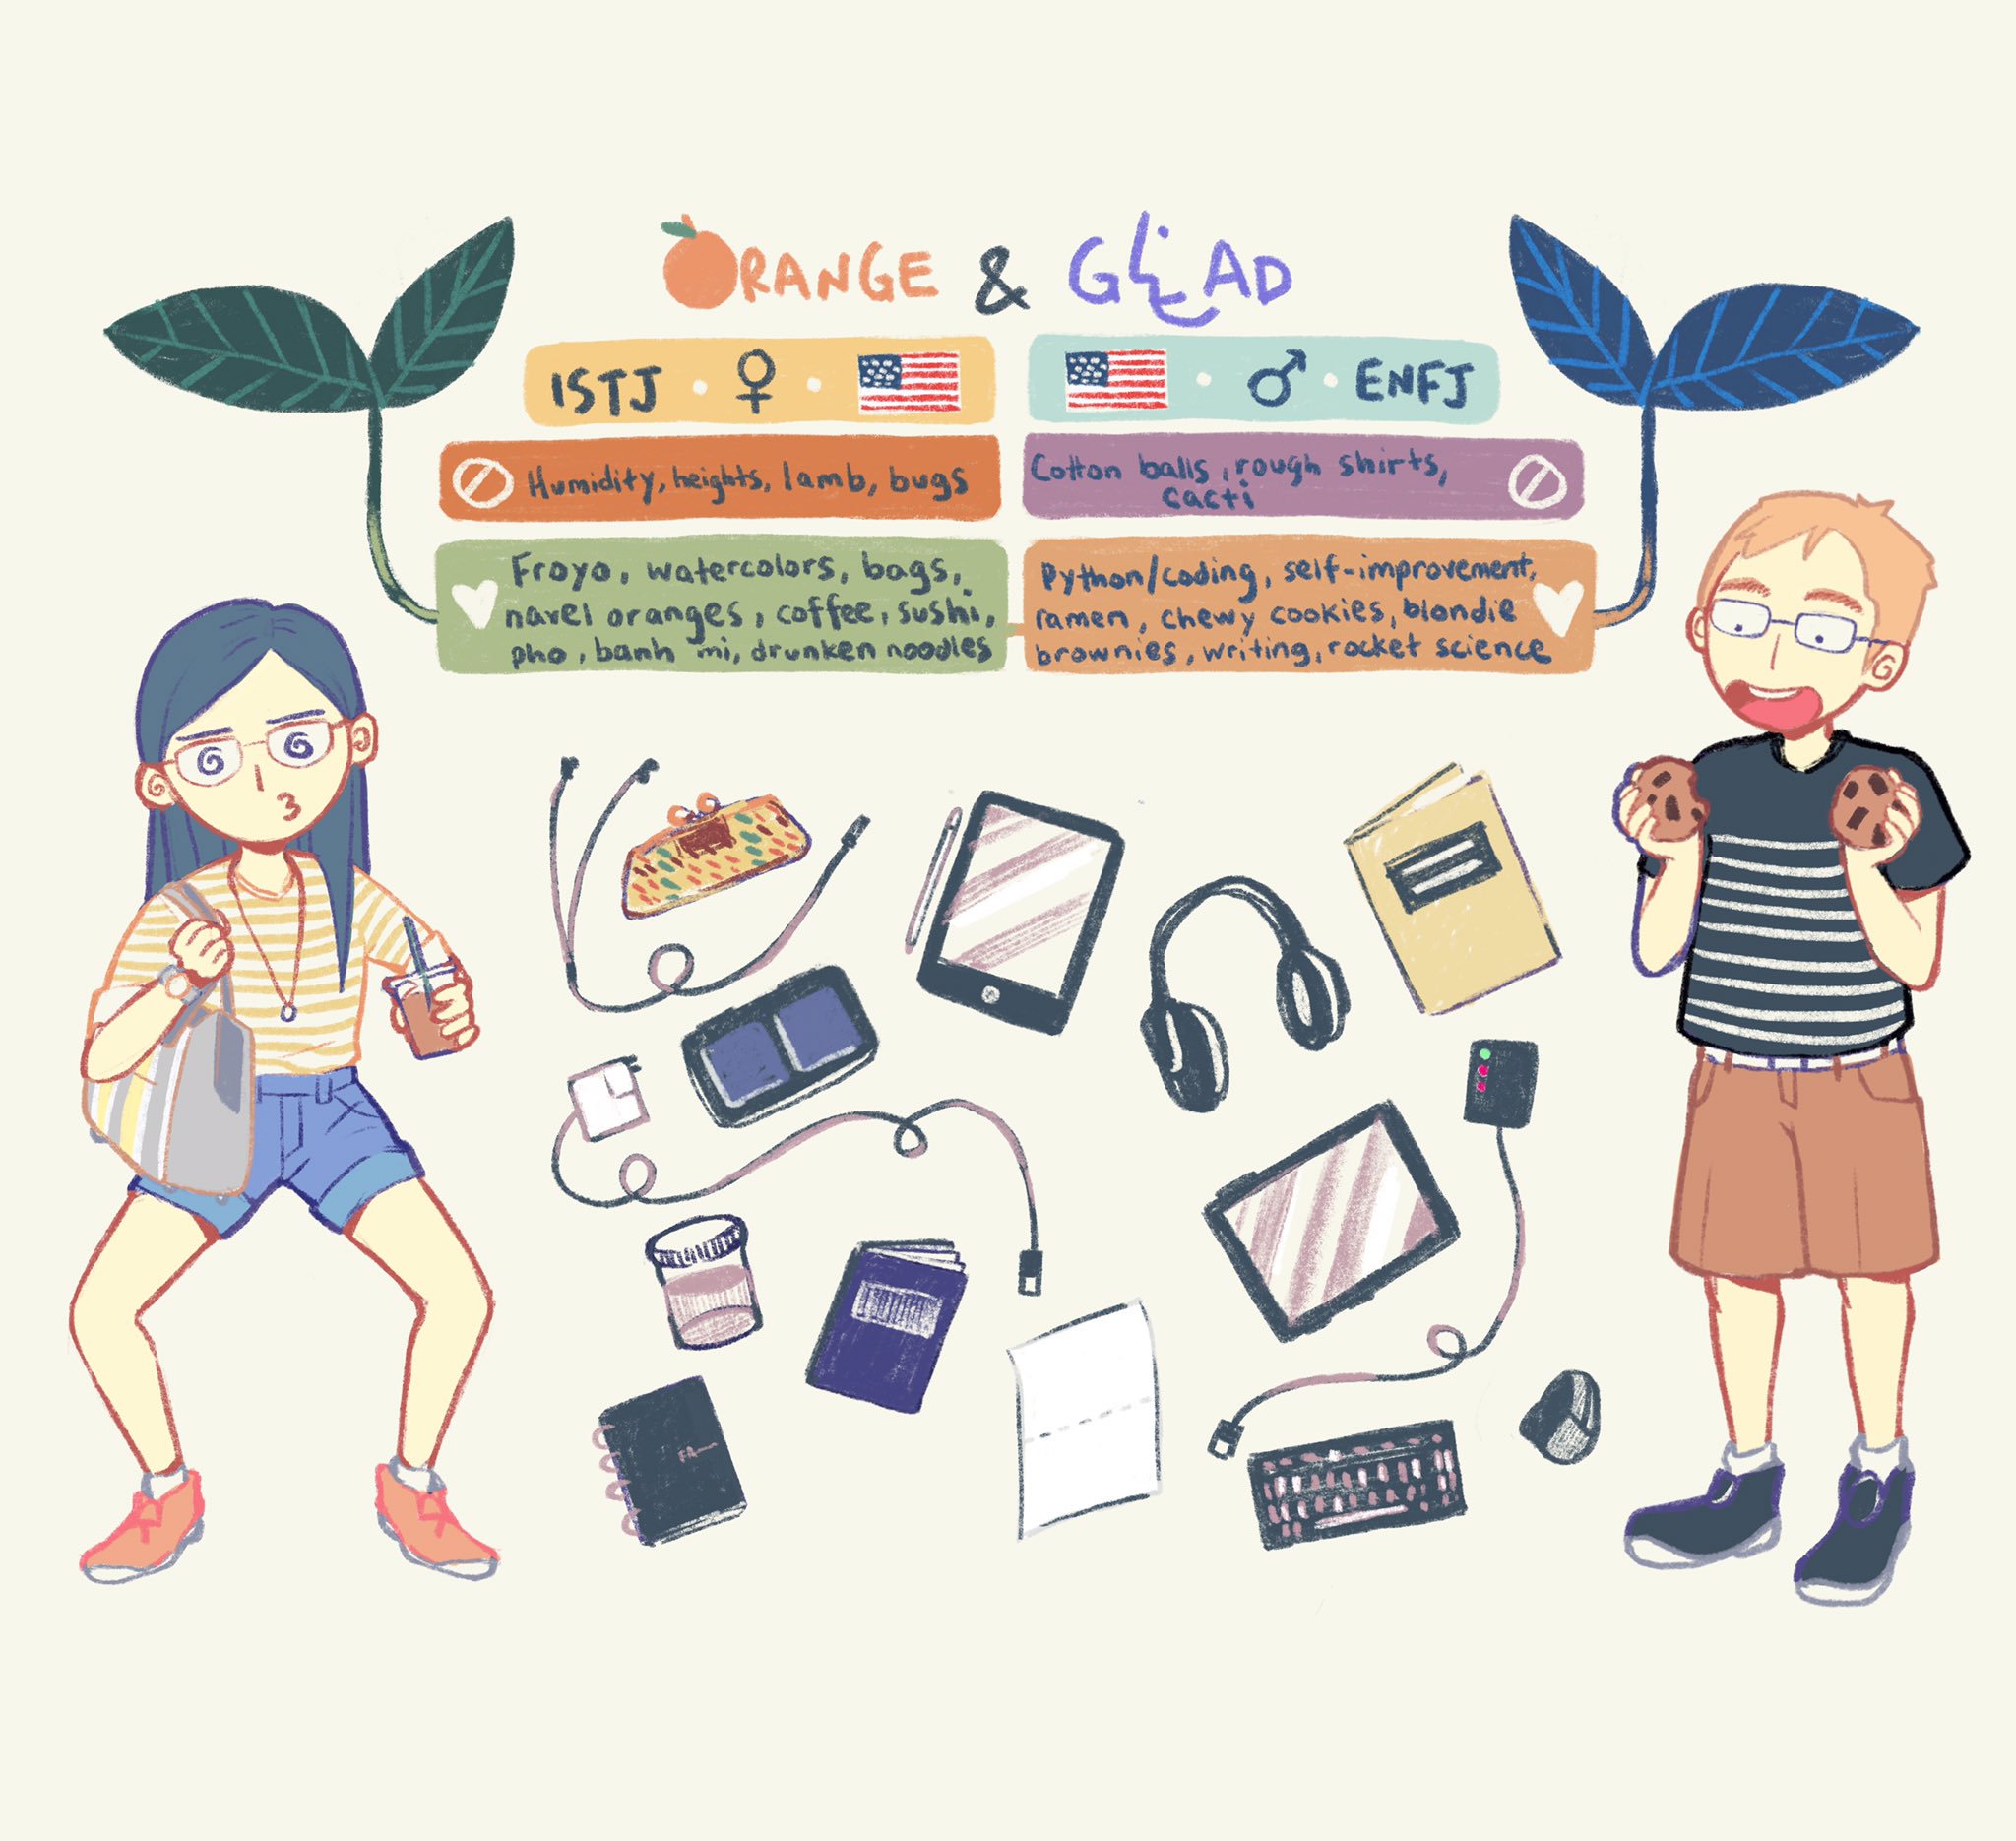 ORANGE & GLAD
ISTJ
ENFJ
Humidity, heights, lamb, bugs
Cotton balls, rough shirts,
cacti
Froyo, watercolors, bags,
navel oranges, coffee, sushi,
pho, banh mi, drunken noodles
Python/coding, self-improvement,
ramen, chewy cookies, blondie
brownies, writing, rocket science